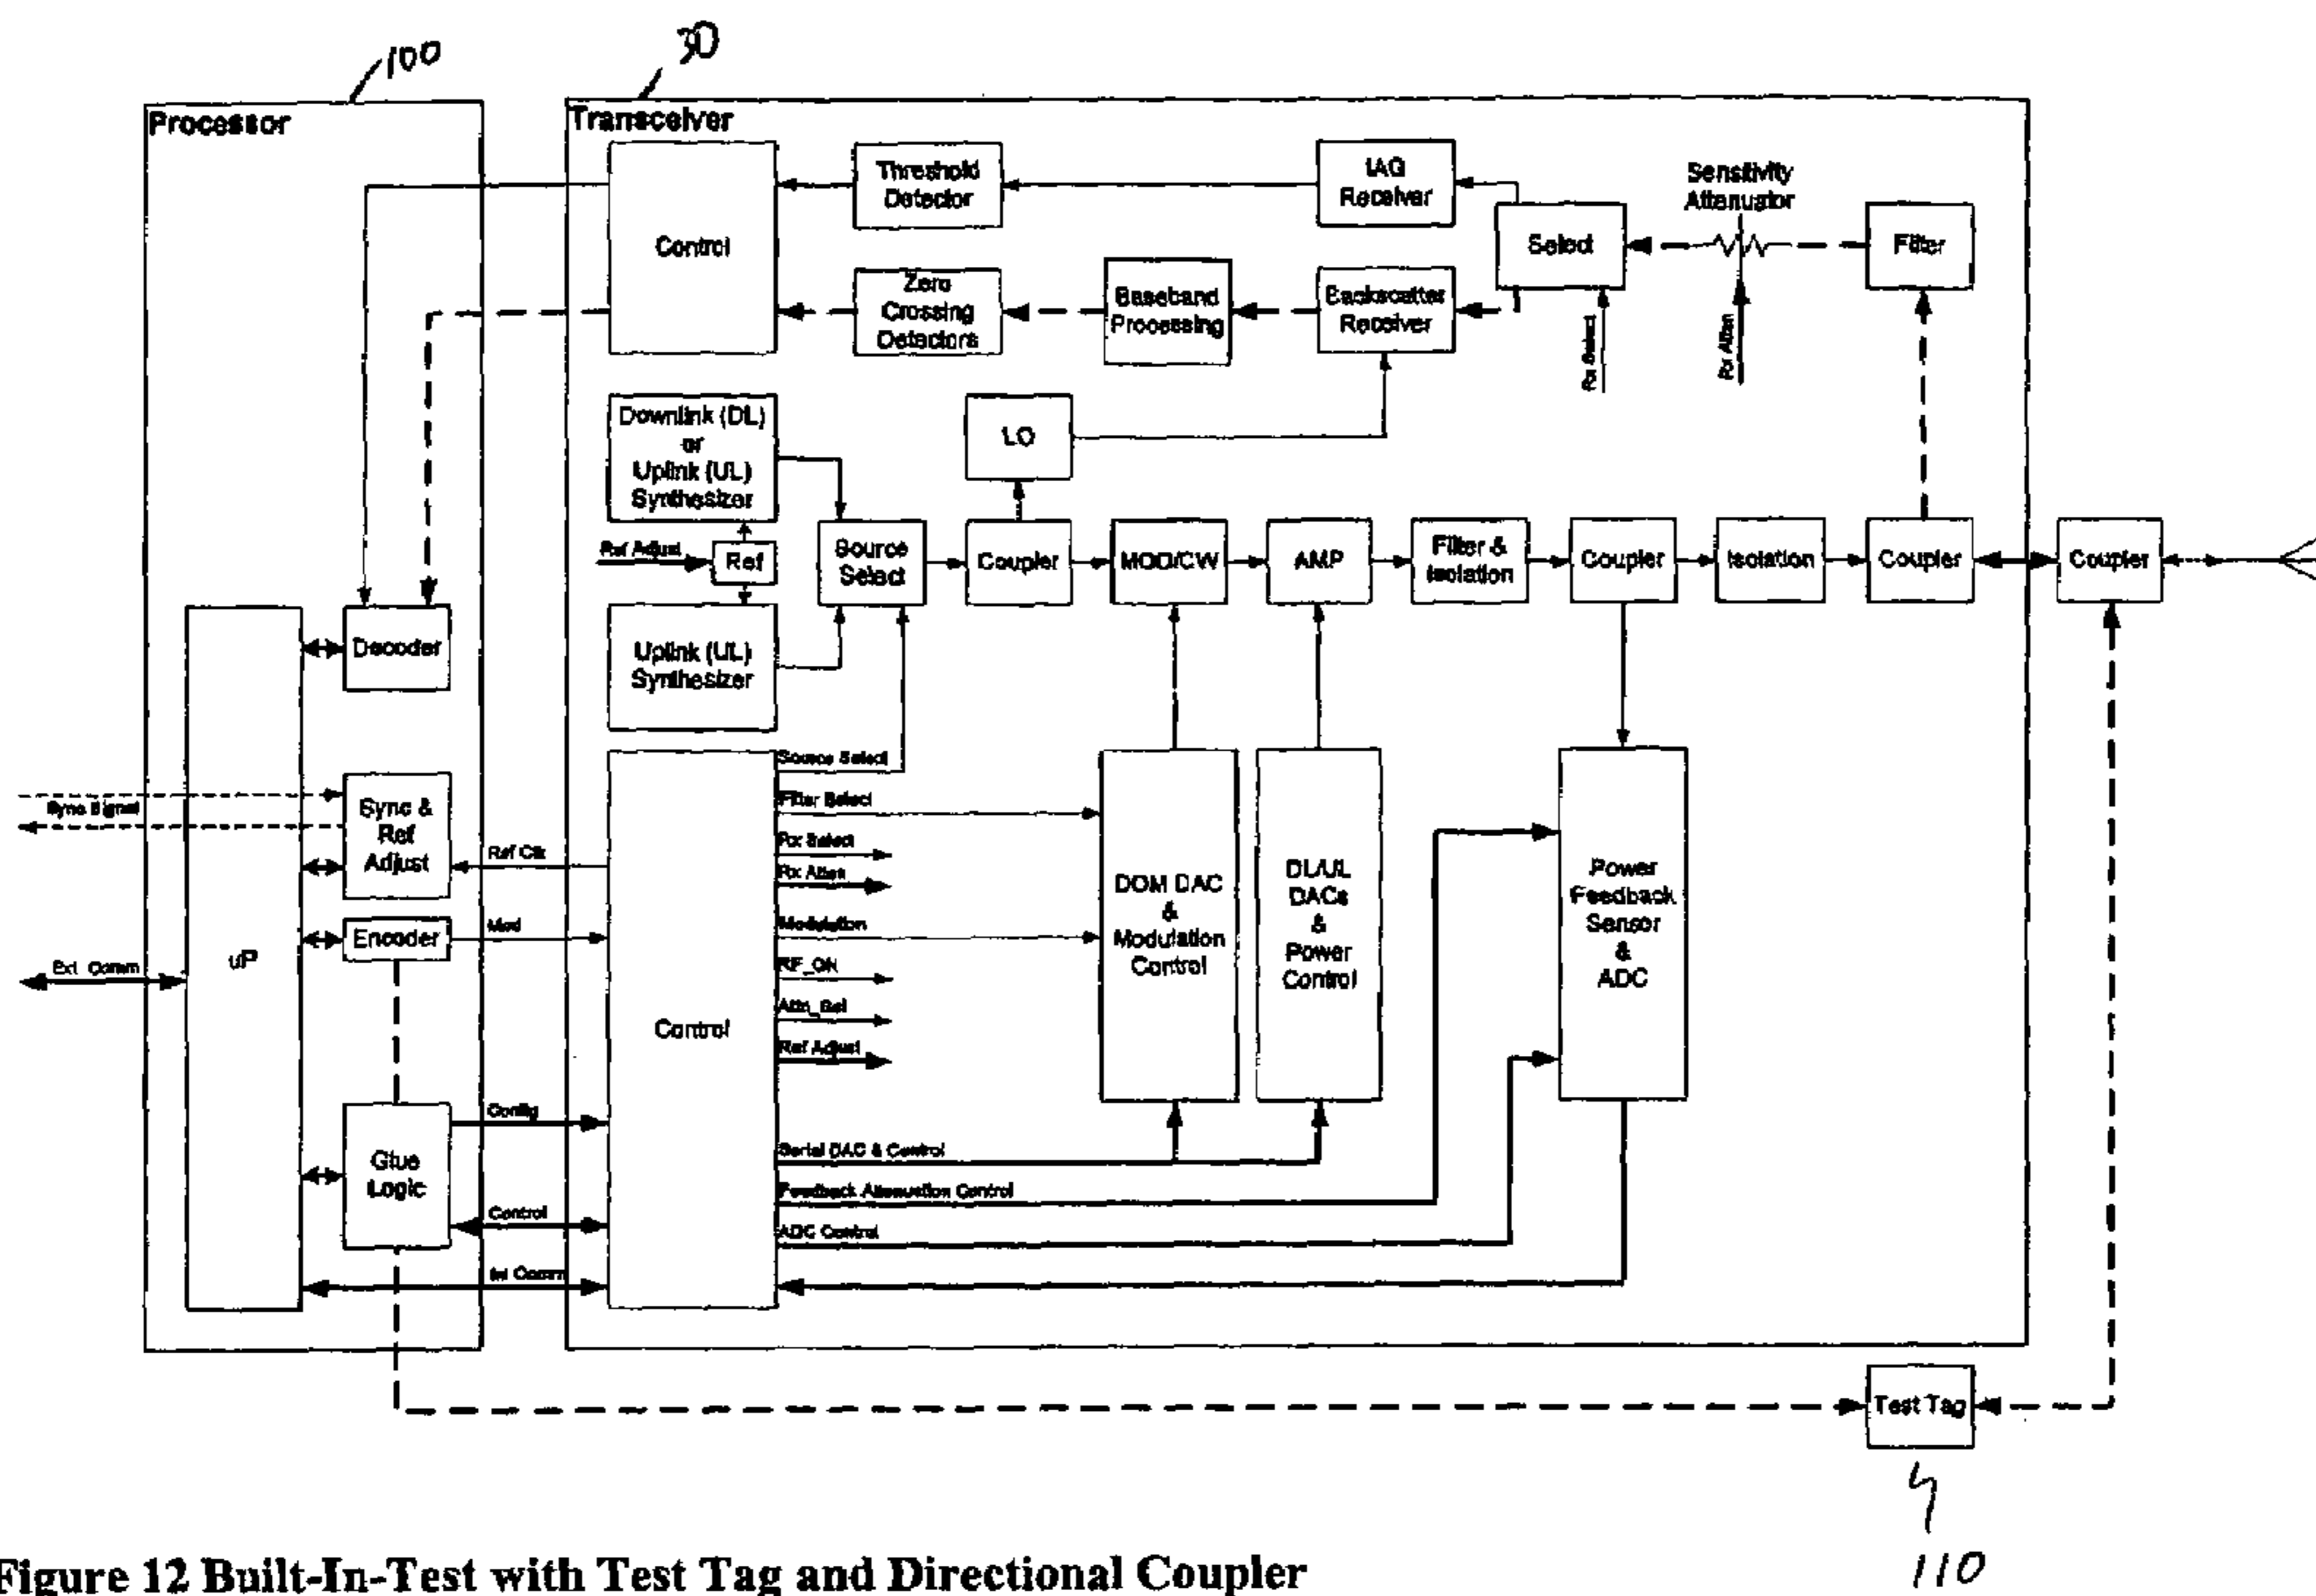 100
30
Processor
Transceiver
Control
Threshold
Detector
IAG
Receiver
Sensitivity
Attenuator
Select
Filter
Zero
Crossing
Detectors
Baseband
Processing
Backscatter
Receiver
Rx Select
Rx Atten
Downlink (DL)
or
Uplink (UL)
Synthesizer
LO
Ref Adjust
Ref
Source
Select
Coupler
MOD/CW
AMP
Filter &
Isolation
Coupler
Isolation
Coupler
Coupler
Uplink (UL)
Synthesizer
Decoder
Sync Signal
Sync &
Ref
Adjust
Ref Clk
Encoder
Mod
Ext Comm
uP
Glue
Logic
Config
Control
Int Comm
Control
Source Select
Filter Select
Rx Select
Rx Atten
Modulation
RF_ON
Attn_Sel
Ref Adjust
Serial DAC & Control
Feedback Attenuation Control
ADC Control
DOM DAC
&
Modulation
Control
DL/UL
DACs
&
Power
Control
Power
Feedback
Sensor
&
ADC
Test Tag
110
Figure 12 Built-In-Test with Test Tag and Directional Coupler